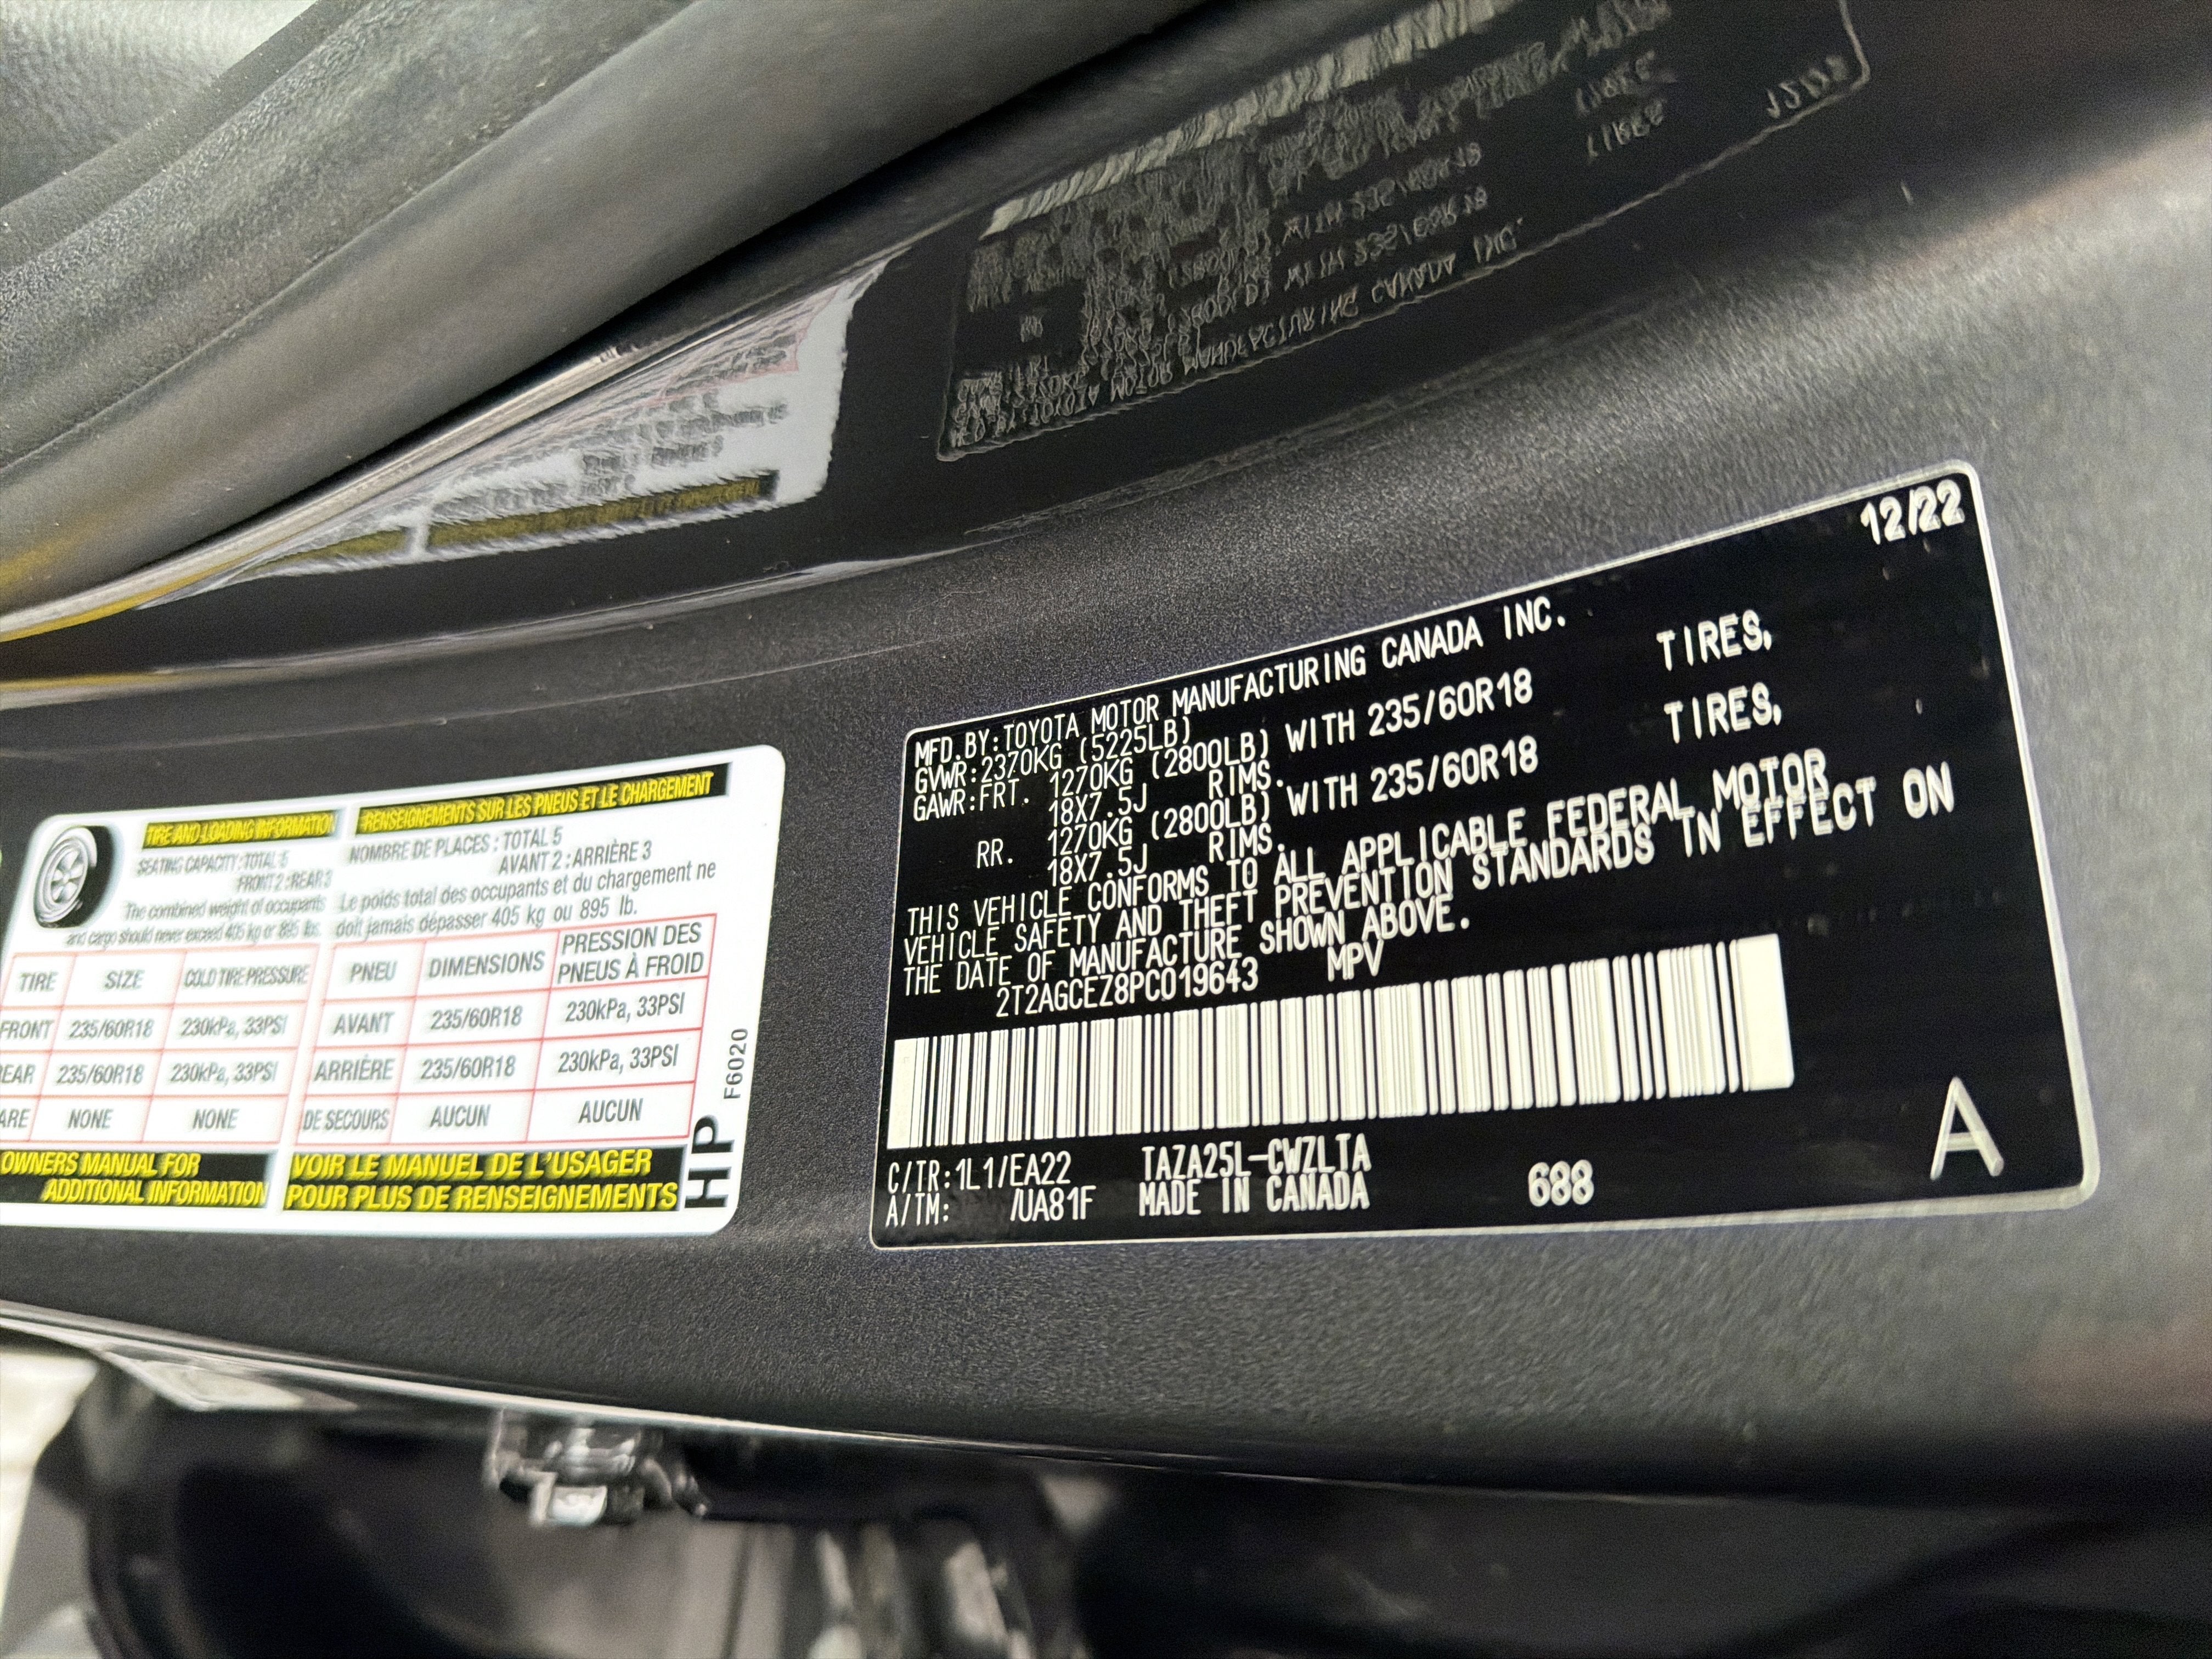 TIRE AND LOADING INFORMATION
SEATING CAPACITY : TOTAL 5
FRONT 2 : REAR 3
The combined weight of occupants
and cargo should never exceed 405 kg or 895 lbs.
TIRE SIZE COLD TIRE PRESSURE
FRONT 235/60R18 230kPa, 33PSI
EAR 235/60R18 230kPa, 33PSI
ARE NONE NONE
OWNERS MANUAL FOR
ADDITIONAL INFORMATION
RENSEIGNEMENTS SUR LES PNEUS ET LE CHARGEMENT
NOMBRE DE PLACES : TOTAL 5
AVANT 2 : ARRIÈRE 3
Le poids total des occupants et du chargement ne
doit jamais dépasser 405 kg ou 895 lb.
PNEU DIMENSIONS PRESSION DES
PNEUS À FROID
AVANT 235/60R18 230kPa, 33PSI
ARRIÈRE 235/60R18 230kPa, 33PSI
DE SECOURS AUCUN AUCUN
VOIR LE MANUEL DE L'USAGER
POUR PLUS DE RENSEIGNEMENTS
HP F6020
12/22
MFD.BY:TOYOTA MOTOR MANUFACTURING CANADA INC.
GVWR:2370KG (5225LB)
GAWR:FRT. 1270KG (2800LB) WITH 235/60R18 TIRES,
18X7.5J RIMS.
RR. 1270KG (2800LB) WITH 235/60R18 TIRES,
18X7.5J RIMS.
THIS VEHICLE CONFORMS TO ALL APPLICABLE FEDERAL MOTOR
VEHICLE SAFETY AND THEFT PREVENTION STANDARDS IN EFFECT ON
THE DATE OF MANUFACTURE SHOWN ABOVE.
2T2AGCEZ8PC019643 MPV
C/TR:1L1/EA22 TAZA25L-CWZLTA
A/TM: /UA81F MADE IN CANADA 688
A